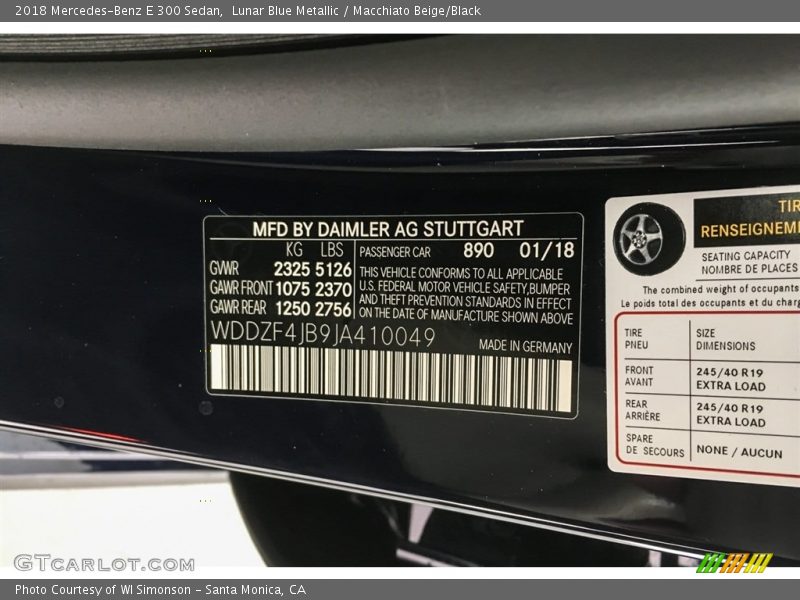 2018 Mercedes-Benz E 300 Sedan, Lunar Blue Metallic / Macchiato Beige/Black
MFD BY DAIMLER AG STUTTGART
KG LBS
GVWR 2325 5126
GAWR FRONT 1075 2370
GAWR REAR 1250 2756
PASSENGER CAR 890 01/18
THIS VEHICLE CONFORMS TO ALL APPLICABLE
U.S. FEDERAL MOTOR VEHICLE SAFETY,BUMPER
AND THEFT PREVENTION STANDARDS IN EFFECT
ON THE DATE OF MANUFACTURE SHOWN ABOVE
WDDZF4JB9JA410049
MADE IN GERMANY
SEATING CAPACITY
NOMBRE DE PLACES
The combined weight of occupants
Le poids total des occupants et du
TIRE SIZE
PNEU DIMENSIONS
FRONT 245/40 R19
AVANT EXTRA LOAD
REAR 245/40 R19
ARRIÈRE EXTRA LOAD
SPARE NONE / AUCUN
DE SECOURS
GTCARLOT.COM
Photo Courtesy of WI Simonson - Santa Monica, CA